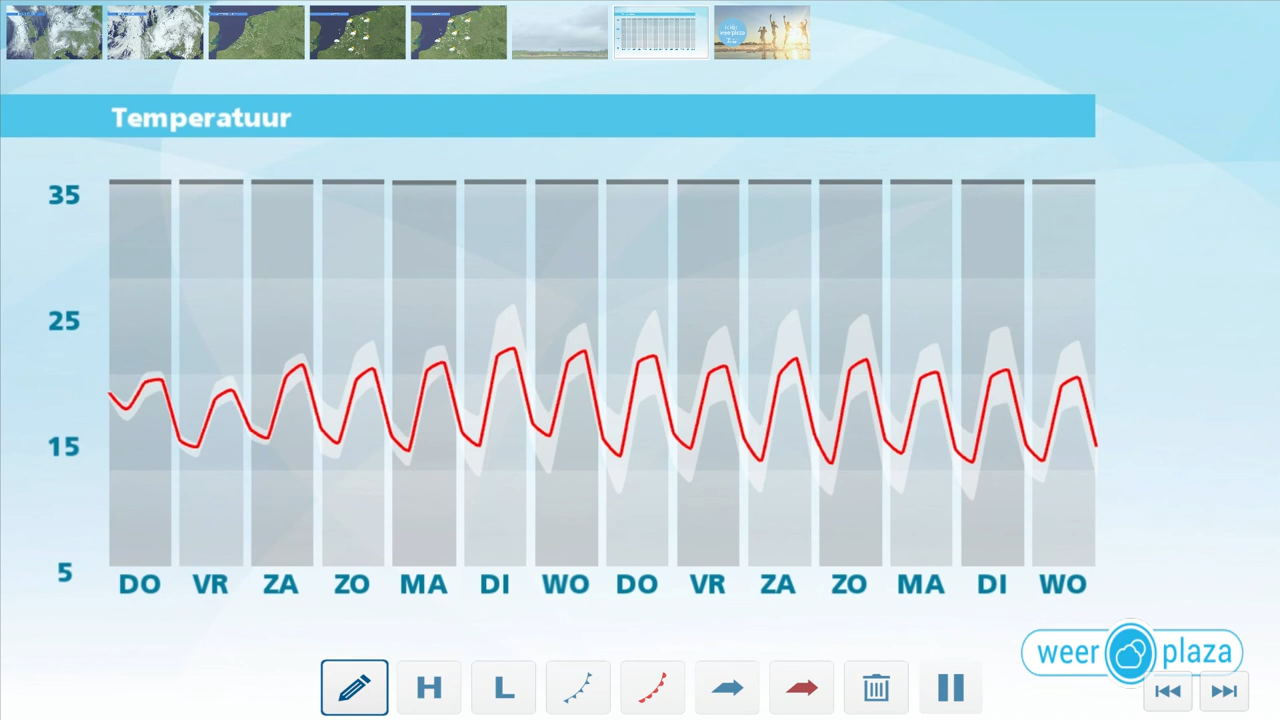 Temperatuur
35
25
15
5
DO VR ZA ZO MA DI WO DO VR ZA ZO MA DI WO
weer plaza
H L